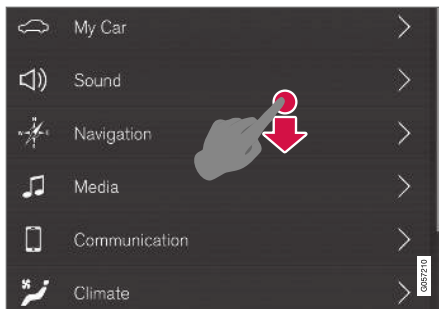 My Car
Sound
Navigation
Media
Communication
Climate
G057210